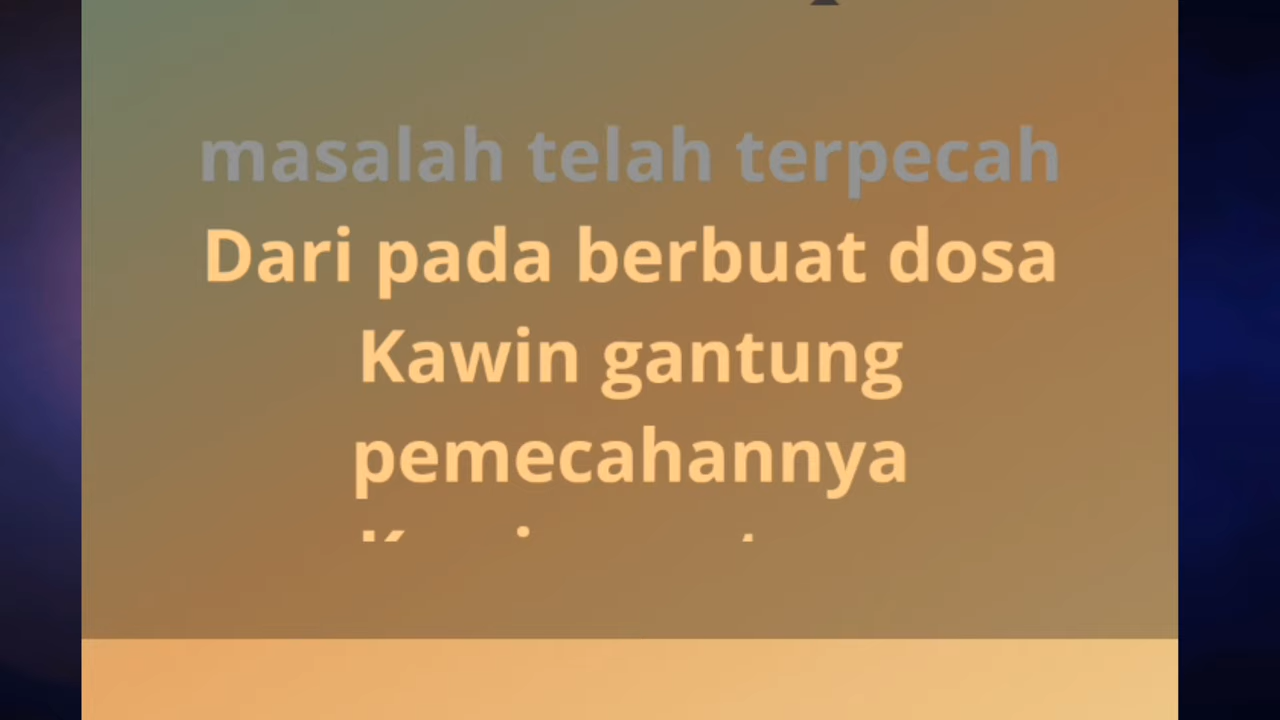 masalah telah terpecah
Dari pada berbuat dosa
Kawin gantung
pemecahannya